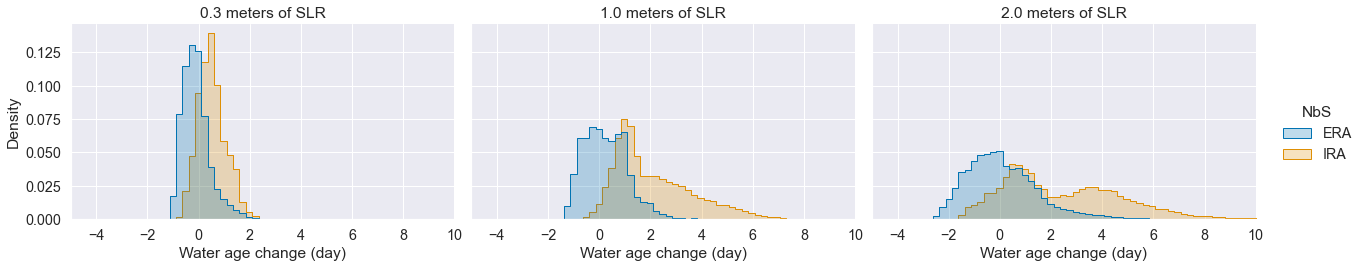 0.3 meters of SLR
1.0 meters of SLR
2.0 meters of SLR
Density
0.125
0.100
0.075
0.050
0.025
0.000
−4 −2 0 2 4 6 8 10
−4 −2 0 2 4 6 8 10
−4 −2 0 2 4 6 8 10
Water age change (day)
Water age change (day)
Water age change (day)
NbS
ERA
IRA